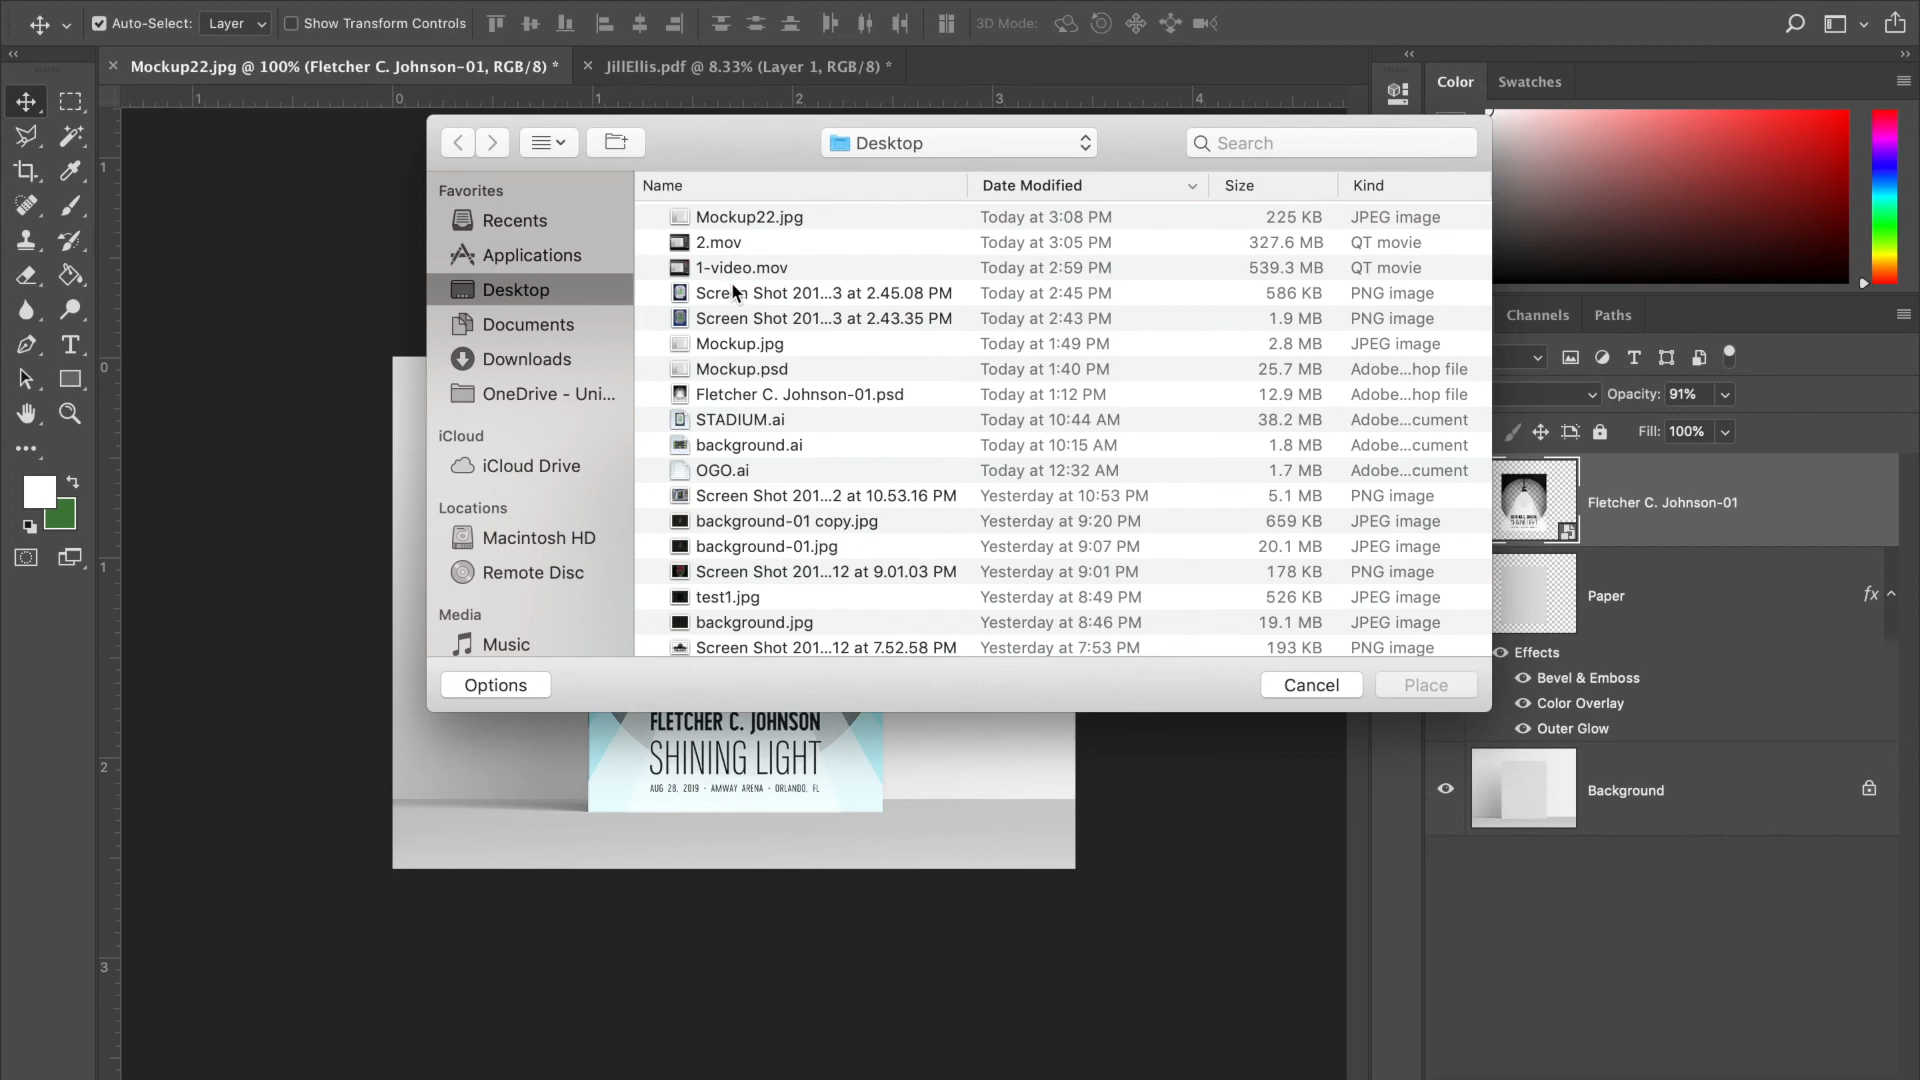 Auto-Select: Layer Show Transform Controls 3D Mode:
Mockup22.jpg @ 100% (Fletcher C. Johnson-01, RGB/8) * JillEllis.pdf @ 8.33% (Layer 1, RGB/8) *
Color Swatches
1 0 1 2 3 4
1
0
1
2
3
Desktop Search
Favorites
Recents
Applications
Desktop
Documents
Downloads
OneDrive - Uni...
iCloud
iCloud Drive
Locations
Macintosh HD
Remote Disc
Media
Music
Name Date Modified Size Kind
Mockup22.jpg Today at 3:08 PM 225 KB JPEG image
2.mov Today at 3:05 PM 327.6 MB QT movie
1-video.mov Today at 2:59 PM 539.3 MB QT movie
Screen Shot 201...3 at 2.45.08 PM Today at 2:45 PM 586 KB PNG image
Screen Shot 201...3 at 2.43.35 PM Today at 2:43 PM 1.9 MB PNG image
Mockup.jpg Today at 1:49 PM 2.8 MB JPEG image
Mockup.psd Today at 1:40 PM 25.7 MB Adobe...hop file
Fletcher C. Johnson-01.psd Today at 1:12 PM 12.9 MB Adobe...hop file
STADIUM.ai Today at 10:44 AM 38.2 MB Adobe...cument
background.ai Today at 10:15 AM 1.8 MB Adobe...cument
OGO.ai Today at 12:32 AM 1.7 MB Adobe...cument
Screen Shot 201...2 at 10.53.16 PM Yesterday at 10:53 PM 5.1 MB PNG image
background-01 copy.jpg Yesterday at 9:20 PM 659 KB JPEG image
background-01.jpg Yesterday at 9:07 PM 20.1 MB JPEG image
Screen Shot 201...12 at 9.01.03 PM Yesterday at 9:01 PM 178 KB PNG image
test1.jpg Yesterday at 8:49 PM 526 KB JPEG image
background.jpg Yesterday at 8:46 PM 19.1 MB JPEG image
Screen Shot 201...12 at 7.52.58 PM Yesterday at 7:53 PM 193 KB PNG image
Options Cancel Place
FLETCHER C. JOHNSON
SHINING LIGHT
AUG 28, 2019 - AMWAY ARENA - ORLANDO, FL
Channels Paths
Opacity: 91%
Fill: 100%
Fletcher C. Johnson-01
Paper fx
Effects
Bevel & Emboss
Color Overlay
Outer Glow
Background